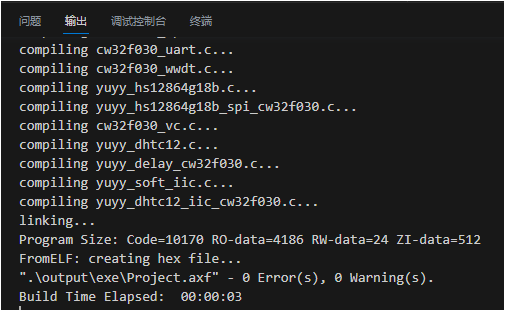 问题 输出 调试控制台 终端
compiling cw32f030_uart.c...
compiling cw32f030_wwdt.c...
compiling yuyy_hs12864g18b.c...
compiling yuyy_hs12864g18b_spi_cw32f030.c...
compiling cw32f030_vc.c...
compiling yuyy_dhtc12.c...
compiling yuyy_delay_cw32f030.c...
compiling yuyy_soft_iic.c...
compiling yuyy_dhtc12_iic_cw32f030.c...
linking...
Program Size: Code=10170 RO-data=4186 RW-data=24 ZI-data=512
FromELF: creating hex file...
".\output\exe\Project.axf" - 0 Error(s), 0 Warning(s).
Build Time Elapsed:  00:00:03